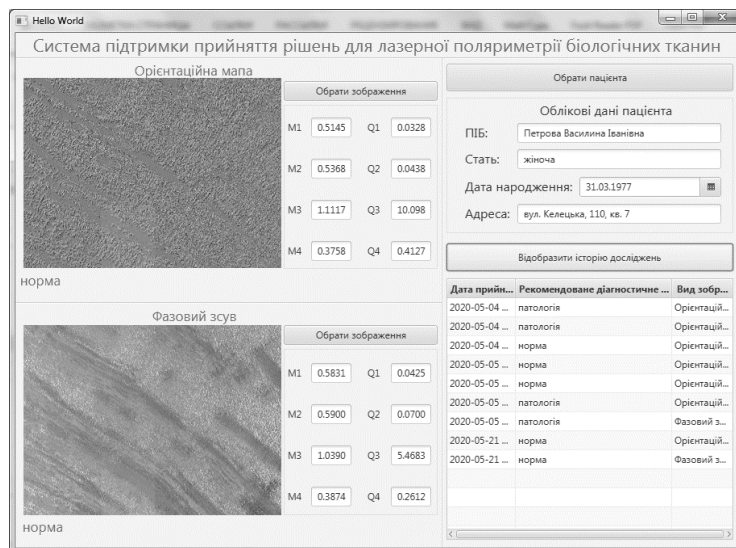 Hello World
Система підтримки прийняття рішень для лазерної поляриметрії біологічних тканин
Орієнтаційна мапа
Обрати зображення
M1 0.5145 Q1 0.0328
M2 0.5368 Q2 0.0438
M3 1.1117 Q3 10.098
M4 0.3758 Q4 0.4127
норма
Фазовий зсув
Обрати зображення
M1 0.5831 Q1 0.0425
M2 0.5900 Q2 0.0700
M3 1.0390 Q3 5.4683
M4 0.3874 Q4 0.2612
норма
Обрати пацієнта
Облікові дані пацієнта
ПІБ: Петрова Василина Іванівна
Стать: жіноча
Дата народження: 31.03.1977
Адреса: вул. Келецька, 110, кв. 7
Відобразити історію досліджень
Дата прийн... Рекомендоване діагностичне ... Вид зобр...
2020-05-04 ... патологія Орієнтацій...
2020-05-04 ... патологія Орієнтацій...
2020-05-04 ... норма Орієнтацій...
2020-05-05 ... норма Орієнтацій...
2020-05-05 ... норма Орієнтацій...
2020-05-05 ... патологія Орієнтацій...
2020-05-05 ... патологія Фазовий з...
2020-05-21 ... норма Орієнтацій...
2020-05-21 ... норма Фазовий з...